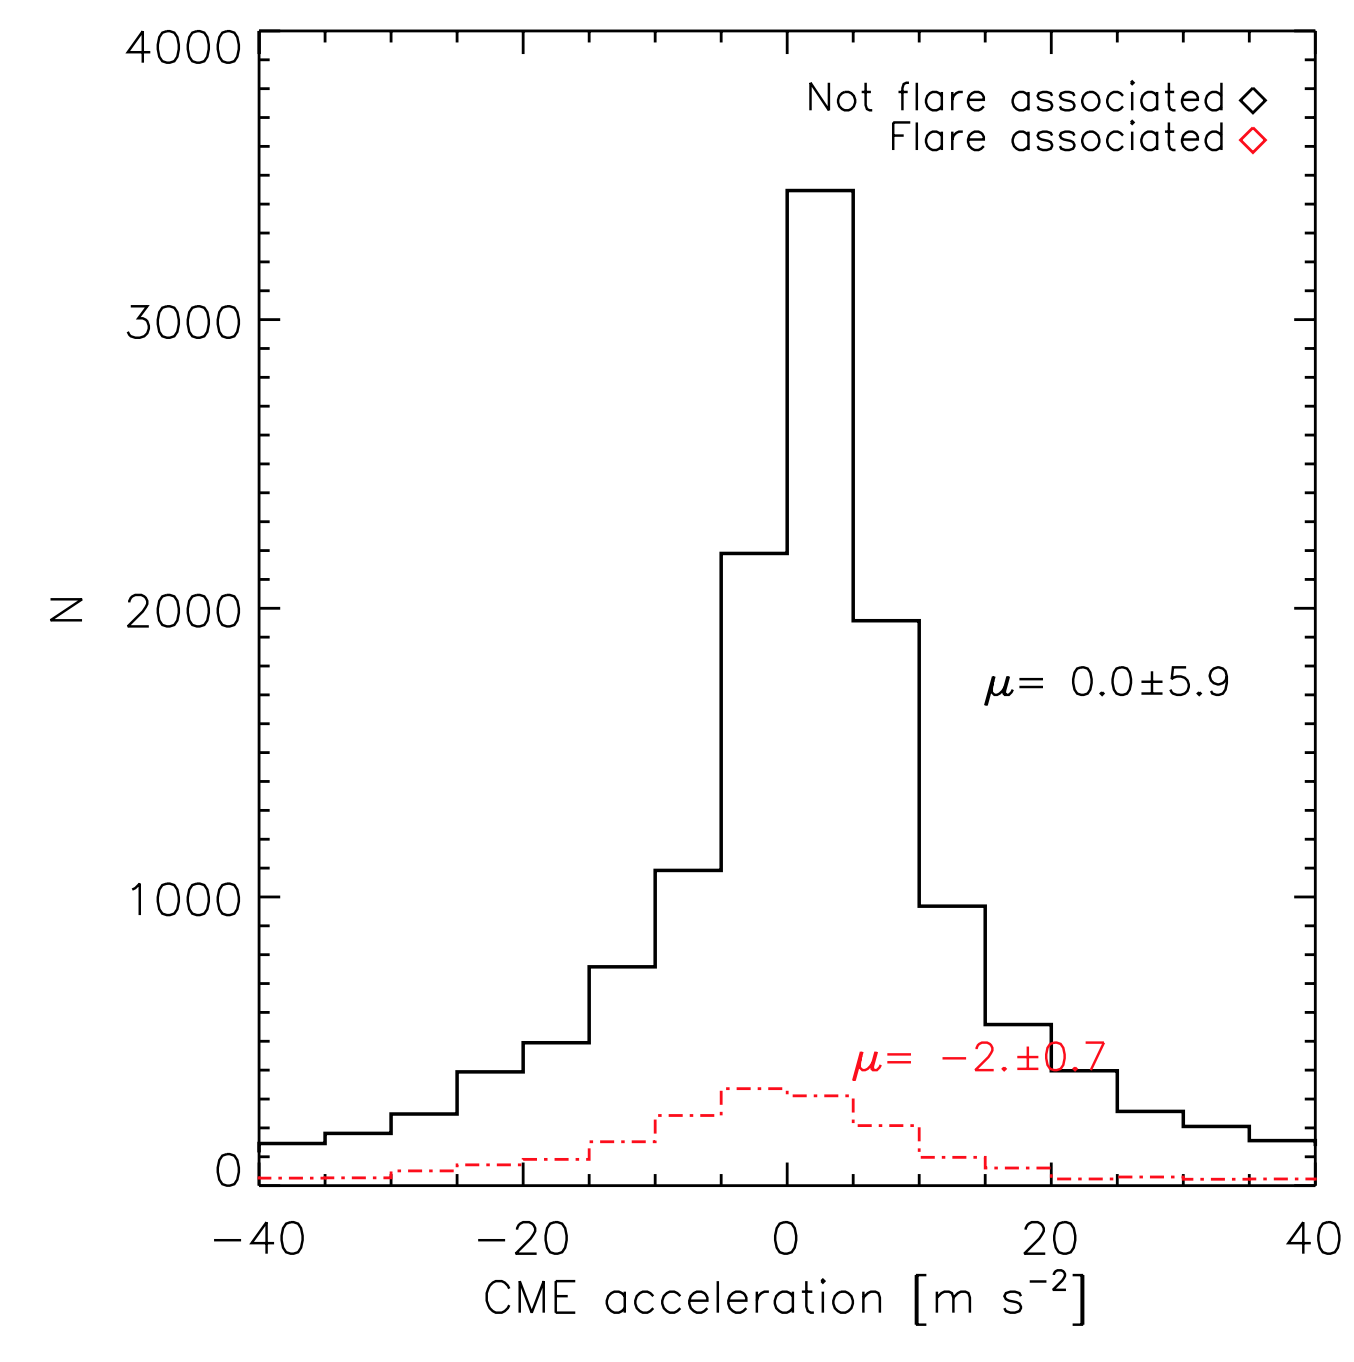 4000
Not flare associated
Flare associated
3000
N
2000
μ= 0.0±5.9
1000
μ= −2.±0.7
0
−40 −20 0 20 40
CME acceleration [m s⁻²]